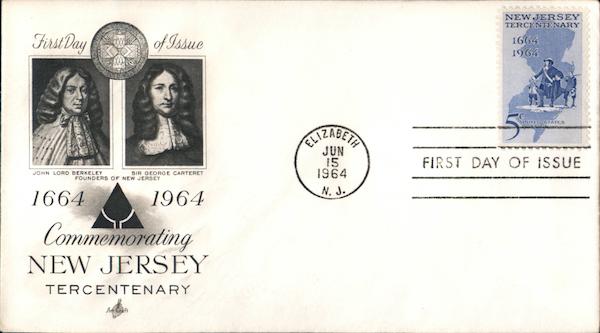 First Day of Issue
JOHN LORD BERKELEY SIR GEORGE CARTERET
FOUNDERS OF NEW JERSEY
1664 1964
Commemorating
NEW JERSEY
TERCENTENARY
ArtCraft
ELIZABETH
JUN
15
1964
N. J.
NEW JERSEY
TERCENTENARY
1664
1964
5c
UNITED STATES
FIRST DAY OF ISSUE